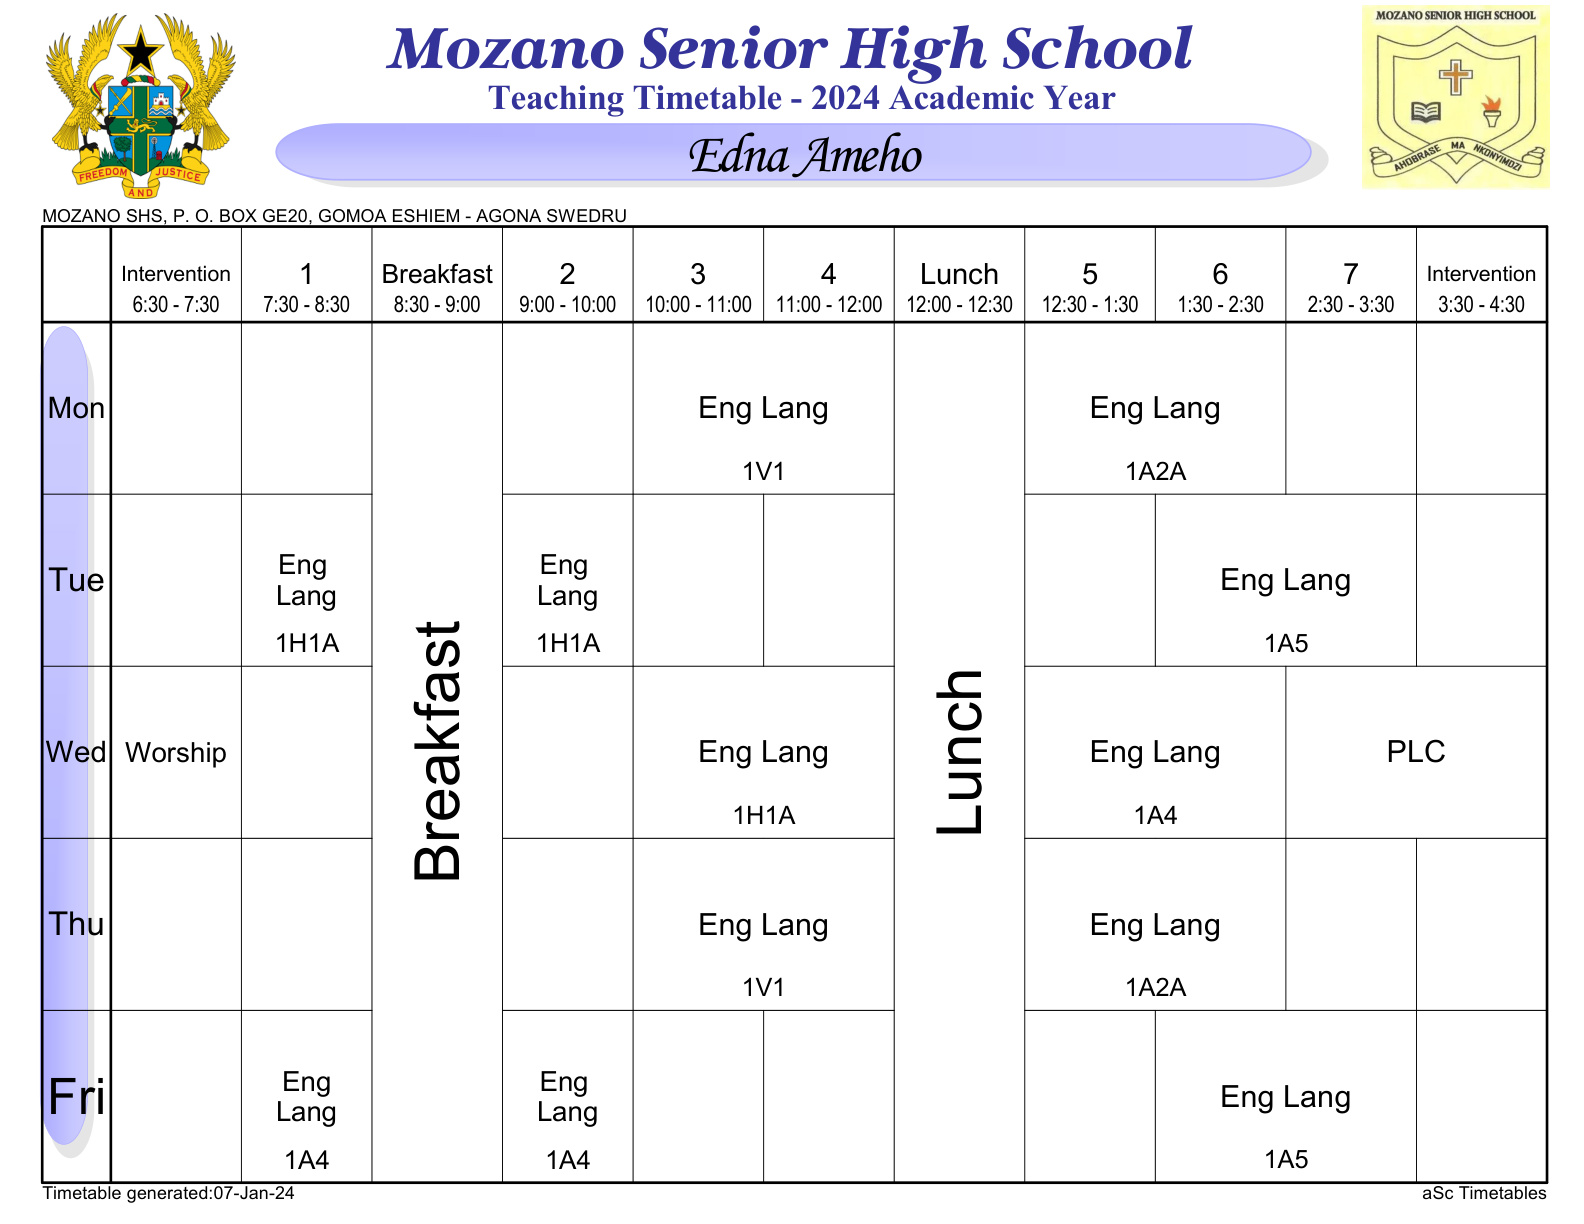 Mozano Senior High School
Teaching Timetable - 2024 Academic Year
Edna Ameho
FREEDOM AND JUSTICE
MOZANO SENIOR HIGH SCHOOL
AHOBRASE MA NKONYIMDZI
MOZANO SHS, P. O. BOX GE20, GOMOA ESHIEM - AGONA SWEDRU
Intervention 1 Breakfast 2 3 4 Lunch 5 6 7 Intervention
6:30 - 7:30 7:30 - 8:30 8:30 - 9:00 9:00 - 10:00 10:00 - 11:00 11:00 - 12:00 12:00 - 12:30 12:30 - 1:30 1:30 - 2:30 2:30 - 3:30 3:30 - 4:30
Breakfast
Lunch
Mon Eng Lang Eng Lang
1V1 1A2A
Tue Eng Lang Eng Lang Eng Lang
1H1A 1H1A 1A5
Wed Worship Eng Lang Eng Lang PLC
1H1A 1A4
Thu Eng Lang Eng Lang
1V1 1A2A
Fri Eng Lang Eng Lang Eng Lang
1A4 1A4 1A5
Timetable generated:07-Jan-24
aSc Timetables